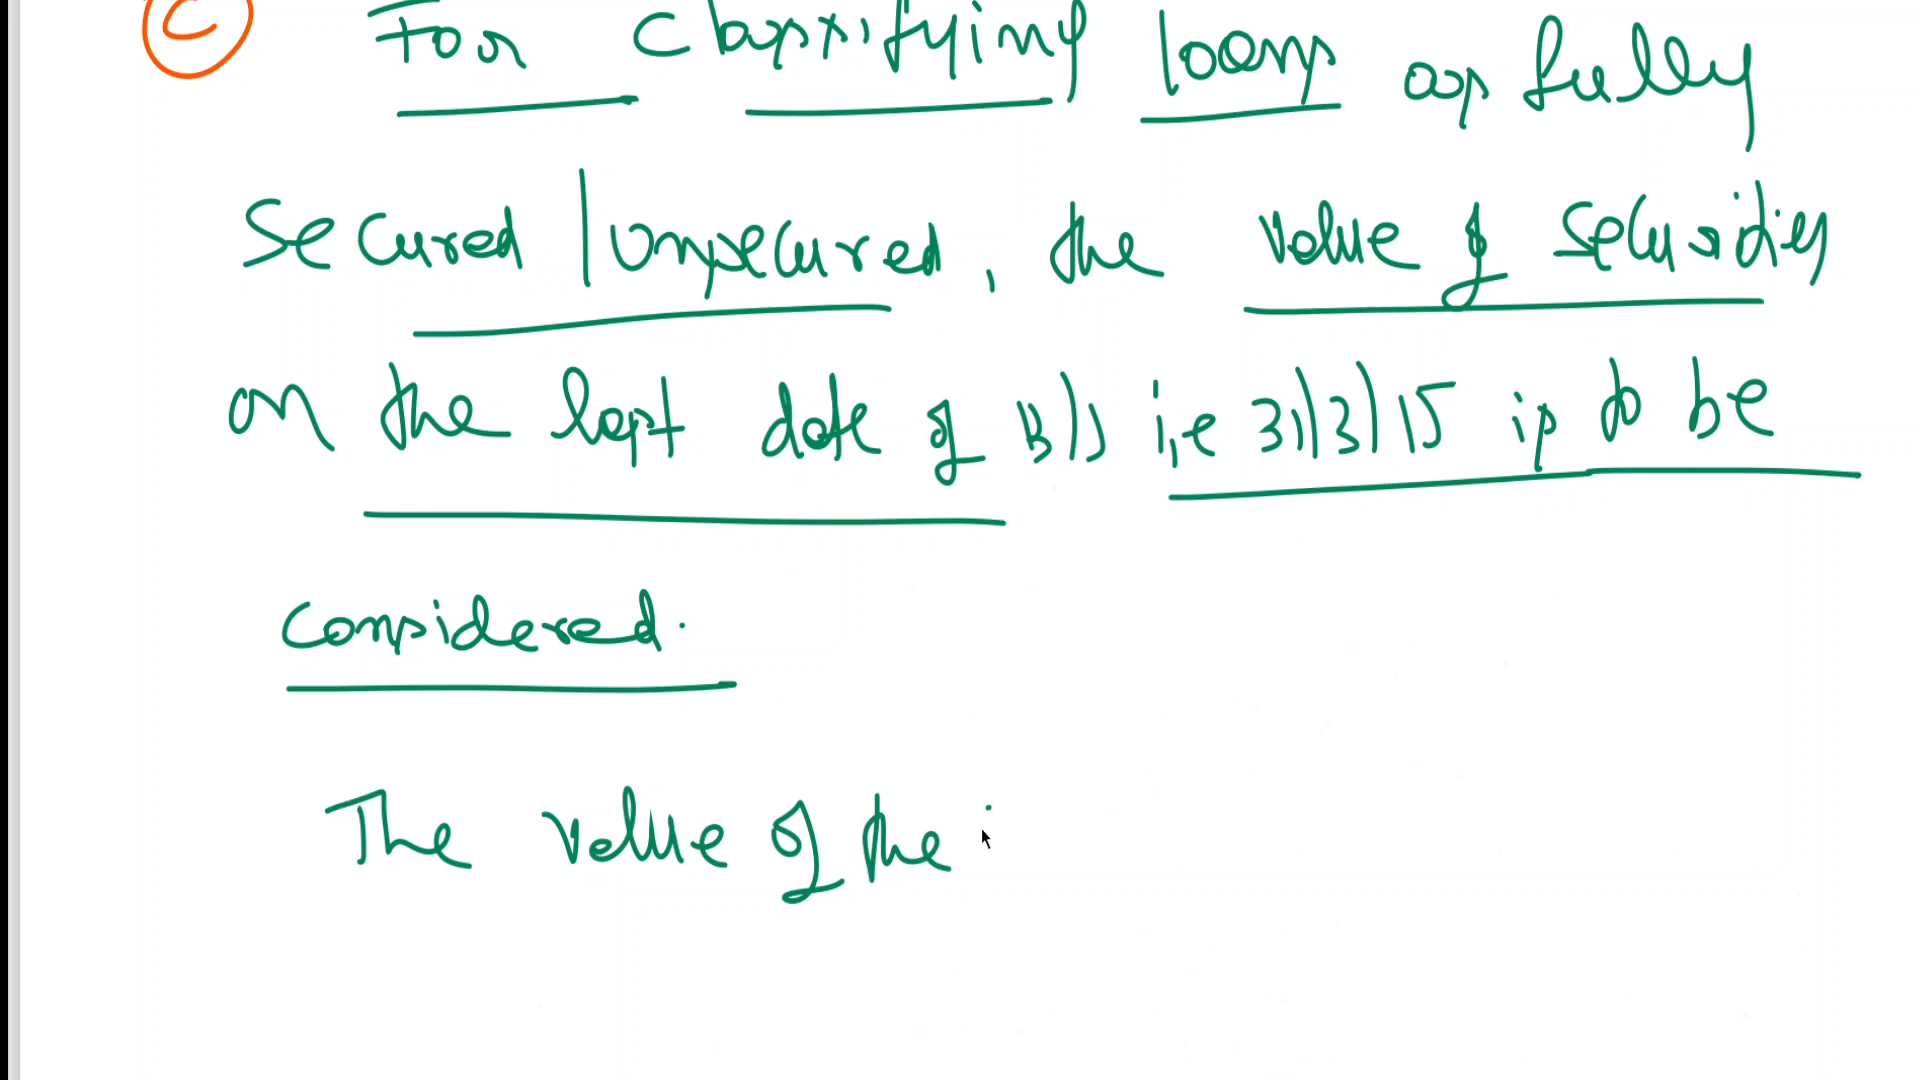 C For classifying loans as fully
Secured / Unsecured, the value of securities
on the last date of B/S i,e 31/3/15 is to be
Considered.
The value of the